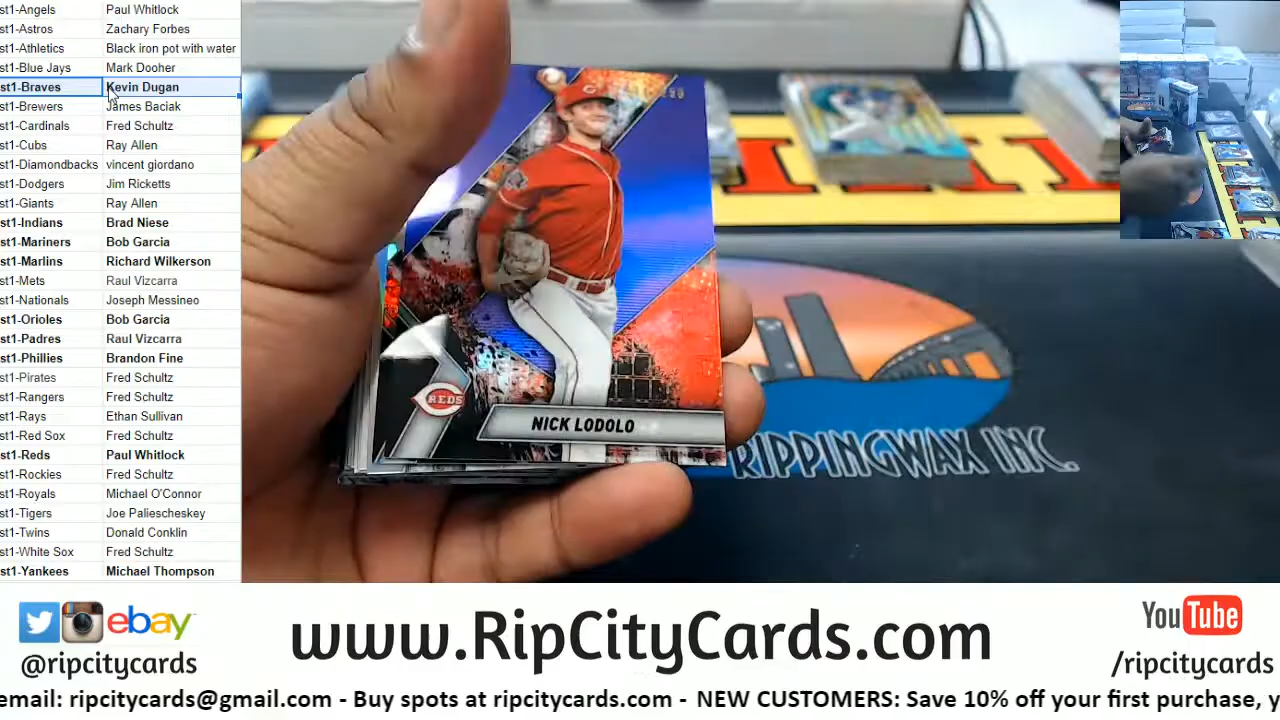 st1-Angels Paul Whitlock
st1-Astros Zachary Forbes
st1-Athletics Black iron pot with water
st1-Blue Jays Mark Dooher
st1-Braves Kevin Dugan
st1-Brewers James Baciak
st1-Cardinals Fred Schultz
st1-Cubs Ray Allen
st1-Diamondbacks vincent giordano
st1-Dodgers Jim Ricketts
st1-Giants Ray Allen
st1-Indians Brad Niese
st1-Mariners Bob Garcia
st1-Marlins Richard Wilkerson
st1-Mets Raul Vizcarra
st1-Nationals Joseph Messineo
st1-Orioles Bob Garcia
st1-Padres Raul Vizcarra
st1-Phillies Brandon Fine
st1-Pirates Fred Schultz
st1-Rangers Fred Schultz
st1-Rays Ethan Sullivan
st1-Red Sox Fred Schultz
st1-Reds Paul Whitlock
st1-Rockies Fred Schultz
st1-Royals Michael O'Connor
st1-Tigers Joe Paliescheskey
st1-Twins Donald Conklin
st1-White Sox Fred Schultz
st1-Yankees Michael Thompson
REDS
NICK LODOLO
RIPPINGWAX INC.
ebay
@ripcitycards
www.RipCityCards.com
YouTube
/ripcitycards
email: ripcitycards@gmail.com - Buy spots at ripcitycards.com - NEW CUSTOMERS: Save 10% off your first purchase, y